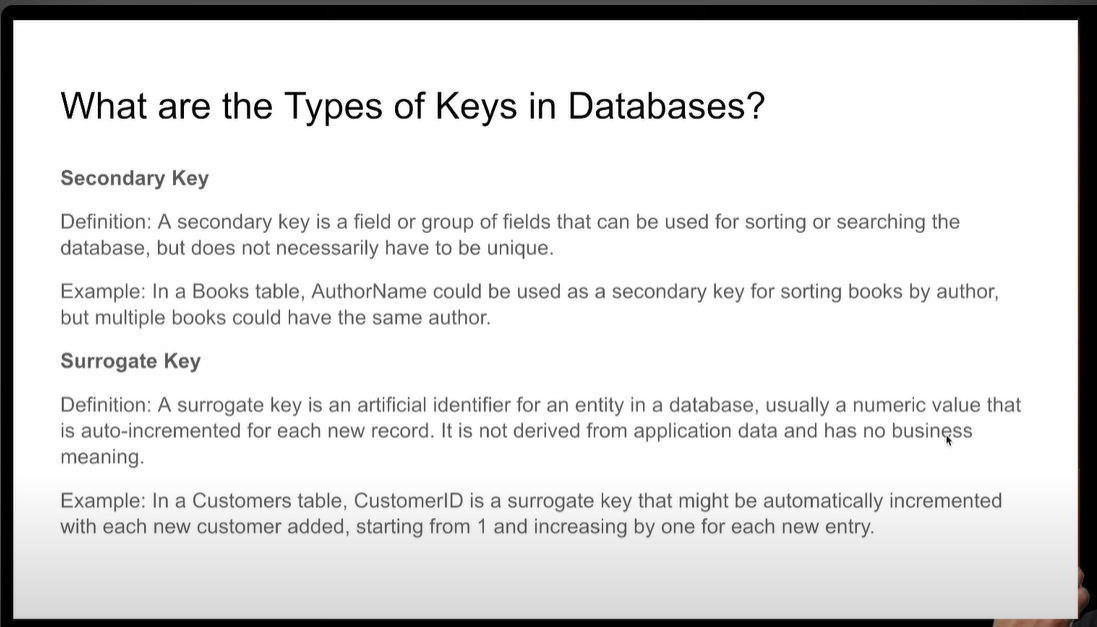 What are the Types of Keys in Databases?
Secondary Key
Definition: A secondary key is a field or group of fields that can be used for sorting or searching the
database, but does not necessarily have to be unique.
Example: In a Books table, AuthorName could be used as a secondary key for sorting books by author,
but multiple books could have the same author.
Surrogate Key
Definition: A surrogate key is an artificial identifier for an entity in a database, usually a numeric value that
is auto-incremented for each new record. It is not derived from application data and has no business
meaning.
Example: In a Customers table, CustomerID is a surrogate key that might be automatically incremented
with each new customer added, starting from 1 and increasing by one for each new entry.